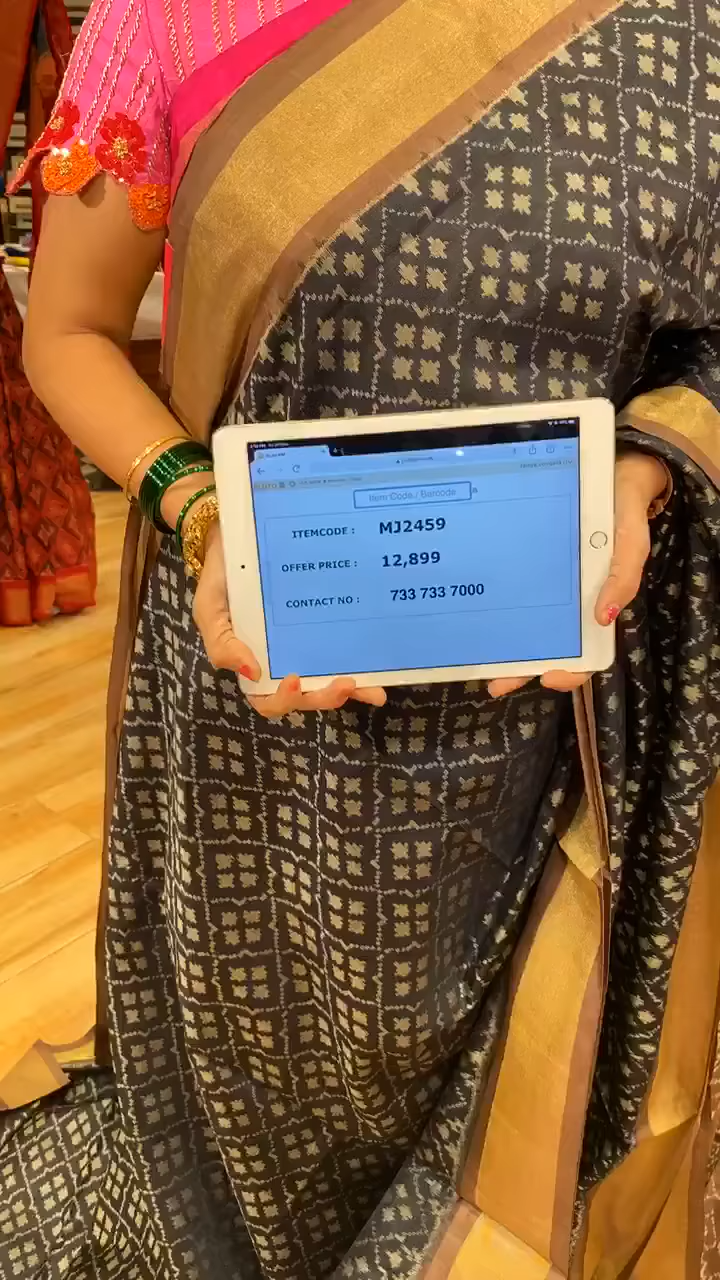 Item Code / Barcode
ITEMCODE : MJ2459
OFFER PRICE : 12,899
CONTACT NO : 733 733 7000